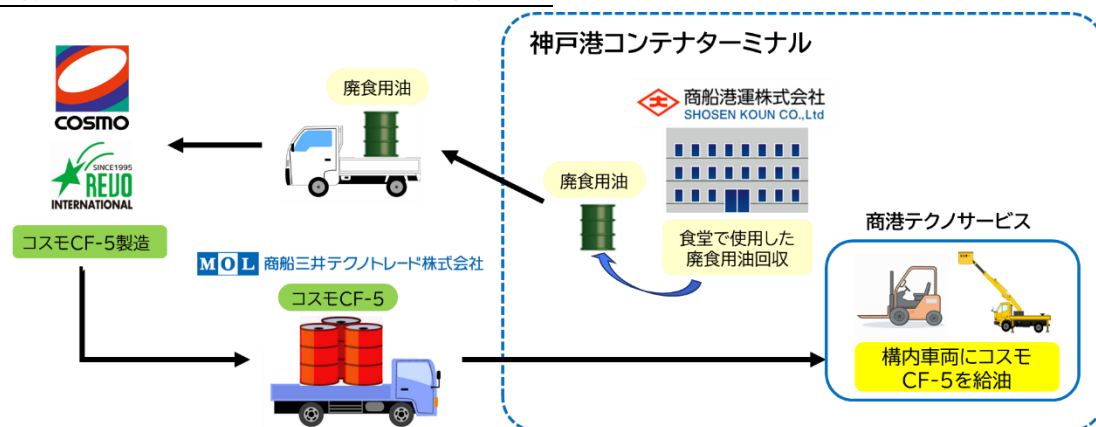 神戸港コンテナターミナル
COSMO
SINCE1995
REVO
INTERNATIONAL
コスモCF-5製造
廃食用油
商船港運株式会社
SHOSEN KOUN CO.,Ltd
廃食用油
食堂で使用した
廃食用油回収
MOL 商船三井テクノトレード株式会社
コスモCF-5
商港テクノサービス
構内車両にコスモ
CF-5を給油